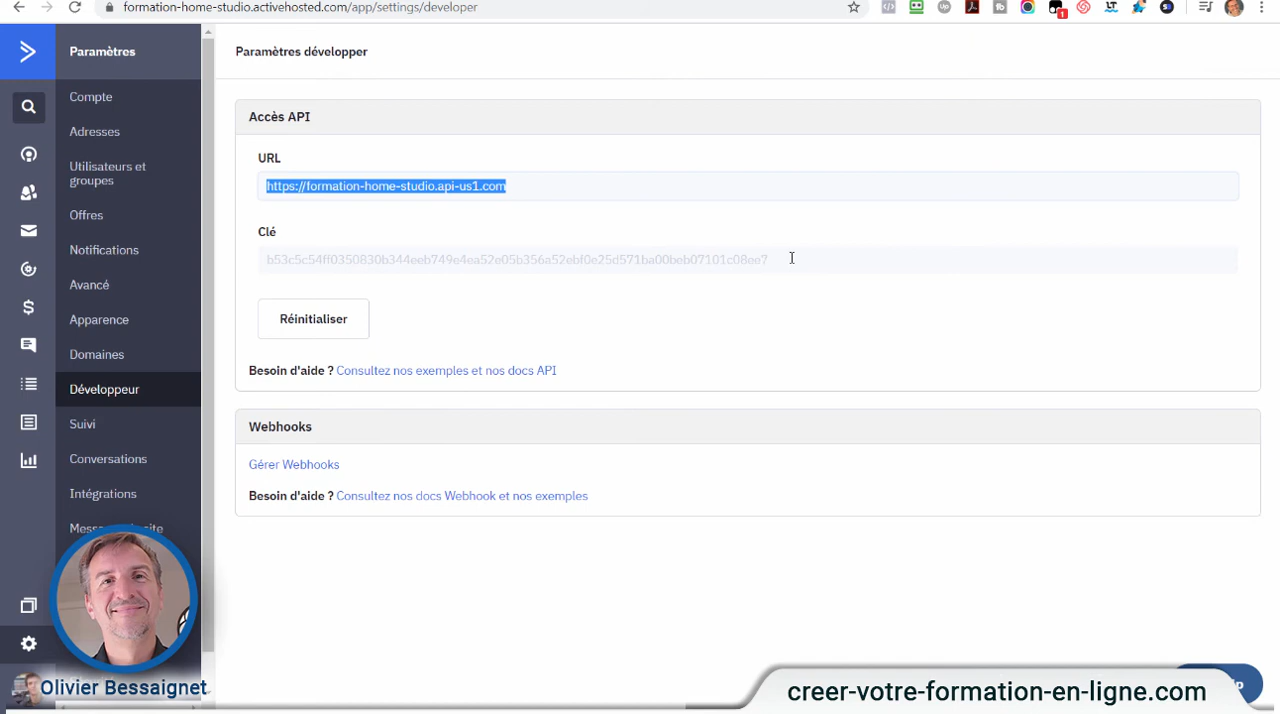 formation-home-studio.activehosted.com/app/settings/developer
Paramètres
Paramètres développer
Compte
Adresses
Utilisateurs et
groupes
Offres
Notifications
Avancé
Apparence
Domaines
Développeur
Suivi
Conversations
Intégrations
Accès API
URL
https://formation-home-studio.api-us1.com
Clé
b53c5c54ff0350830b344eeb749e4ea52e05b356a52ebf0e25d571ba00beb07101c08ee7
Réinitialiser
Besoin d'aide ? Consultez nos exemples et nos docs API
Webhooks
Gérer Webhooks
Besoin d'aide ? Consultez nos docs Webhook et nos exemples
Olivier Bessaignet
creer-votre-formation-en-ligne.com